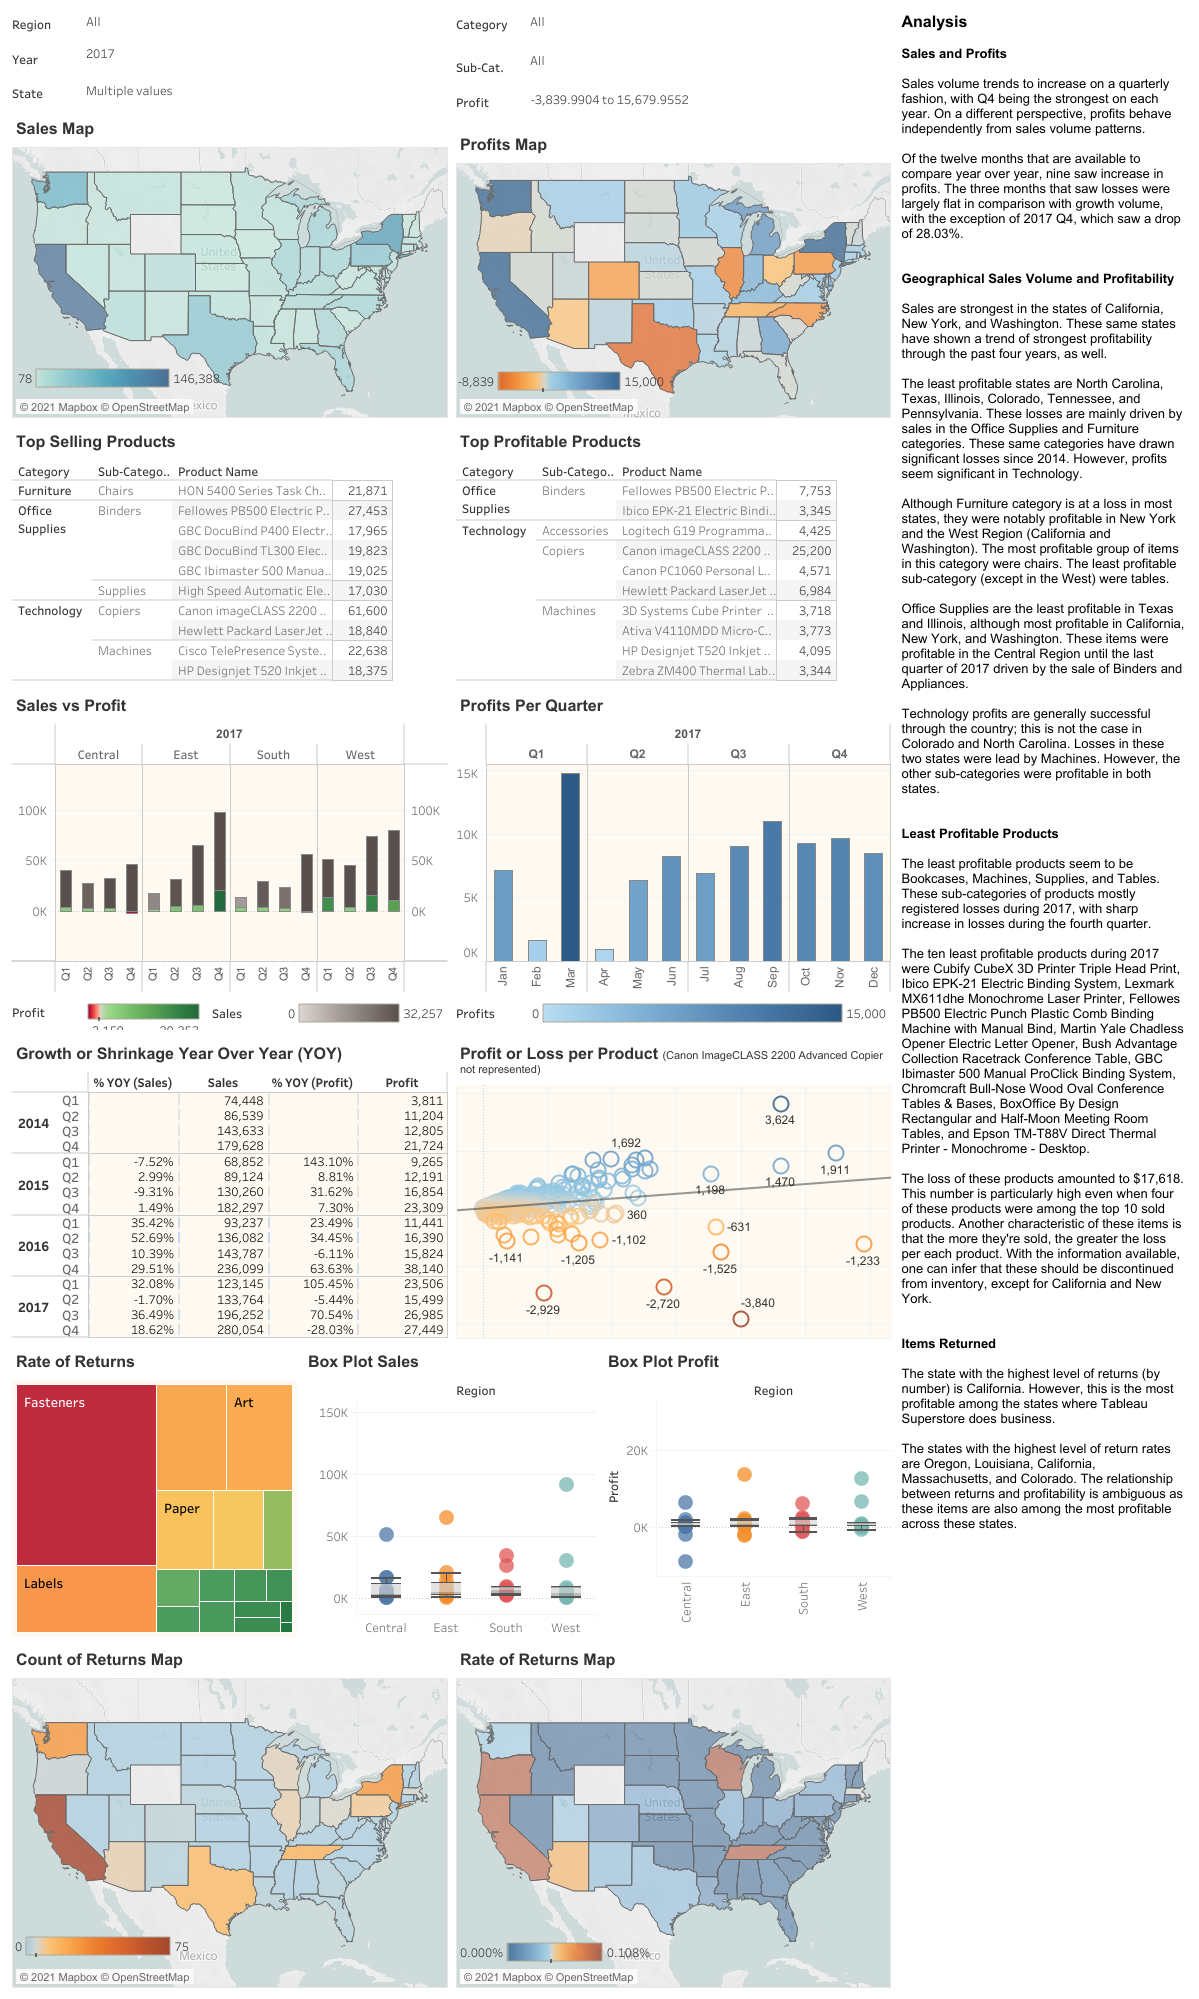 Region All
Year 2017
State Multiple values
Category All
Sub-Cat. All
Profit -3,839.9904 to 15,679.9552
Sales Map
United
States
78 146,388
© 2021 Mapbox © OpenStreetMap
Profits Map
United
States
-8,839 15,000
Mexico
© 2021 Mapbox © OpenStreetMap
Top Selling Products
Category Sub-Catego.. Product Name
Furniture Chairs HON 5400 Series Task Ch.. 21,871
Office Binders Fellowes PB500 Electric P.. 27,453
Supplies GBC DocuBind P400 Electr.. 17,965
GBC DocuBind TL300 Elec.. 19,823
GBC Ibimaster 500 Manua.. 19,025
Supplies High Speed Automatic Ele.. 17,030
Technology Copiers Canon imageCLASS 2200 .. 61,600
Hewlett Packard LaserJet .. 18,840
Machines Cisco TelePresence Syste.. 22,638
HP Designjet T520 Inkjet .. 18,375
Top Profitable Products
Category Sub-Catego.. Product Name
Office Binders Fellowes PB500 Electric P.. 7,753
Supplies Ibico EPK-21 Electric Bindi.. 3,345
Technology Accessories Logitech G19 Programma.. 4,425
Copiers Canon imageCLASS 2200 .. 25,200
Canon PC1060 Personal L.. 4,571
Hewlett Packard LaserJet .. 6,984
Machines 3D Systems Cube Printer .. 3,718
Ativa V4110MDD Micro-C.. 3,773
HP Designjet T520 Inkjet .. 4,095
Zebra ZM400 Thermal Lab.. 3,344
Sales vs Profit
2017
Central East South West
100K 100K
50K 50K
0K 0K
Q1 Q2 Q3 Q4 Q1 Q2 Q3 Q4 Q1 Q2 Q3 Q4 Q1 Q2 Q3 Q4
Profit Sales 0 32,257
Profits Per Quarter
2017
Q1 Q2 Q3 Q4
15K
10K
5K
0K
Jan Feb Mar Apr May Jun Jul Aug Sep Oct Nov Dec
Profits 0 15,000
Growth or Shrinkage Year Over Year (YOY)
% YOY (Sales) Sales % YOY (Profit) Profit
2014 Q1 74,448 3,811
Q2 86,539 11,204
Q3 143,633 12,805
Q4 179,628 21,724
2015 Q1 -7.52% 68,852 143.10% 9,265
Q2 2.99% 89,124 8.81% 12,191
Q3 -9.31% 130,260 31.62% 16,854
Q4 1.49% 182,297 7.30% 23,309
2016 Q1 35.42% 93,237 23.49% 11,441
Q2 52.69% 136,082 34.45% 16,390
Q3 10.39% 143,787 -6.11% 15,824
Q4 29.51% 236,099 63.63% 38,140
2017 Q1 32.08% 123,145 105.45% 23,506
Q2 -1.70% 133,764 -5.44% 15,499
Q3 36.49% 196,252 70.54% 26,985
Q4 18.62% 280,054 -28.03% 27,449
Profit or Loss per Product (Canon ImageCLASS 2200 Advanced Copier
not represented)
3,624
1,692
1,911
1,470
1,198
360
-631
-1,102
-1,141
-1,205
-1,233
-1,525
-2,720
-2,929
-3,840
Rate of Returns
Fasteners
Art
Paper
Labels
Box Plot Sales
Region
150K
100K
50K
0K
Central East South West
Box Plot Profit
Region
Profit
20K
0K
Central East South West
Count of Returns Map
United
States
0 75
Mexico
© 2021 Mapbox © OpenStreetMap
Rate of Returns Map
United
States
0.000% 0.108%
Mexico
© 2021 Mapbox © OpenStreetMap
Analysis
Sales and Profits
Sales volume trends to increase on a quarterly
fashion, with Q4 being the strongest on each
year. On a different perspective, profits behave
independently from sales volume patterns.
Of the twelve months that are available to
compare year over year, nine saw increase in
profits. The three months that saw losses were
largely flat in comparison with growth volume,
with the exception of 2017 Q4, which saw a drop
of 28.03%.
Geographical Sales Volume and Profitability
Sales are strongest in the states of California,
New York, and Washington. These same states
have shown a trend of strongest profitability
through the past four years, as well.
The least profitable states are North Carolina,
Texas, Illinois, Colorado, Tennessee, and
Pennsylvania. These losses are mainly driven by
sales in the Office Supplies and Furniture
categories. These same categories have drawn
significant losses since 2014. However, profits
seem significant in Technology.
Although Furniture category is at a loss in most
states, they were notably profitable in New York
and the West Region (California and
Washington). The most profitable group of items
in this category were chairs. The least profitable
sub-category (except in the West) were tables.
Office Supplies are the least profitable in Texas
and Illinois, although most profitable in California,
New York, and Washington. These items were
profitable in the Central Region until the last
quarter of 2017 driven by the sale of Binders and
Appliances.
Technology profits are generally successful
through the country; this is not the case in
Colorado and North Carolina. Losses in these
two states were lead by Machines. However, the
other sub-categories were profitable in both
states.
Least Profitable Products
The least profitable products seem to be
Bookcases, Machines, Supplies, and Tables.
These sub-categories of products mostly
registered losses during 2017, with sharp
increase in losses during the fourth quarter.
The ten least profitable products during 2017
were Cubify CubeX 3D Printer Triple Head Print,
Ibico EPK-21 Electric Binding System, Lexmark
MX611dhe Monochrome Laser Printer, Fellowes
PB500 Electric Punch Plastic Comb Binding
Machine with Manual Bind, Martin Yale Chadless
Opener Electric Letter Opener, Bush Advantage
Collection Racetrack Conference Table, GBC
Ibimaster 500 Manual ProClick Binding System,
Chromcraft Bull-Nose Wood Oval Conference
Tables & Bases, BoxOffice By Design
Rectangular and Half-Moon Meeting Room
Tables, and Epson TM-T88V Direct Thermal
Printer - Monochrome - Desktop.
The loss of these products amounted to $17,618.
This number is particularly high even when four
of these products were among the top 10 sold
products. Another characteristic of these items is
that the more they're sold, the greater the loss
per each product. With the information available,
one can infer that these should be discontinued
from inventory, except for California and New
York.
Items Returned
The state with the highest level of returns (by
number) is California. However, this is the most
profitable among the states where Tableau
Superstore does business.
The states with the highest level of return rates
are Oregon, Louisiana, California,
Massachusetts, and Colorado. The relationship
between returns and profitability is ambiguous as
these items are also among the most profitable
across these states.